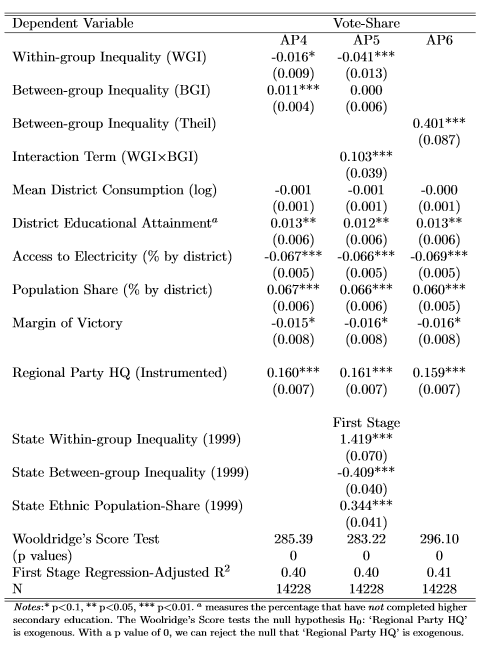 Dependent Variable Vote-Share
AP4 AP5 AP6
Within-group Inequality (WGI) -0.016* -0.041***
(0.009) (0.013)
Between-group Inequality (BGI) 0.011*** 0.000
(0.004) (0.006)
Between-group Inequality (Theil) 0.401***
(0.087)
Interaction Term (WGI×BGI) 0.103***
(0.039)
Mean District Consumption (log) -0.001 -0.001 -0.000
(0.001) (0.001) (0.001)
District Educational Attainmentᵃ 0.013** 0.012** 0.013**
(0.006) (0.006) (0.006)
Access to Electricity (% by district) -0.067*** -0.066*** -0.069***
(0.005) (0.005) (0.005)
Population Share (% by district) 0.067*** 0.066*** 0.060***
(0.006) (0.006) (0.005)
Margin of Victory -0.015* -0.016* -0.016*
(0.008) (0.008) (0.008)
Regional Party HQ (Instrumented) 0.160*** 0.161*** 0.159***
(0.007) (0.007) (0.007)
First Stage
State Within-group Inequality (1999) 1.419***
(0.070)
State Between-group Inequality (1999) -0.409***
(0.040)
State Ethnic Population-Share (1999) 0.344***
(0.041)
Wooldridge's Score Test 285.39 283.22 296.10
(p values) 0 0 0
First Stage Regression-Adjusted R² 0.40 0.40 0.41
N 14228 14228 14228
Notes:* p<0.1, ** p<0.05, *** p<0.01. ᵃ measures the percentage that have not completed higher
secondary education. The Wooldridge's Score tests the null hypothesis H₀: 'Regional Party HQ'
is exogenous. With a p value of 0, we can reject the null that 'Regional Party HQ' is exogenous.